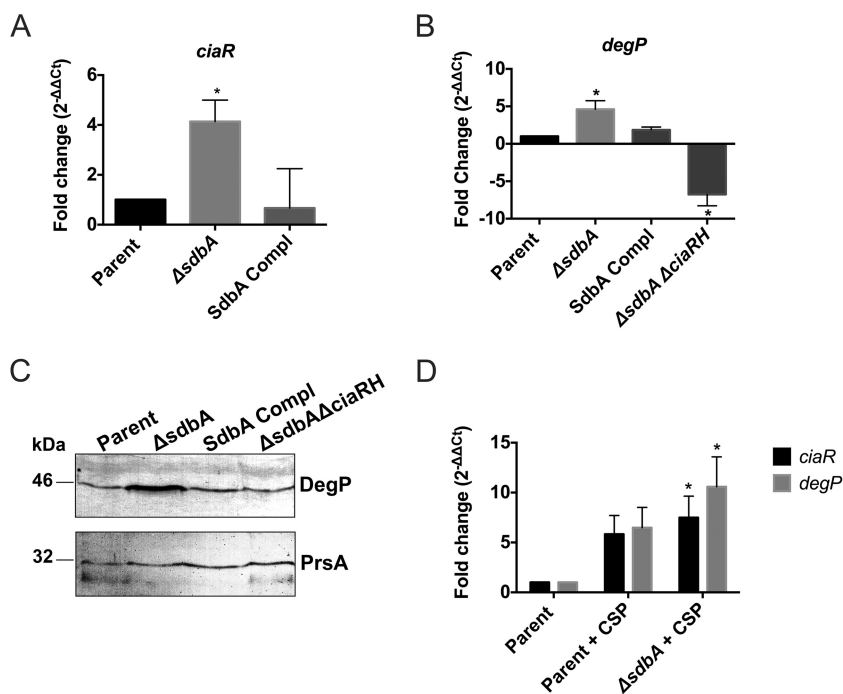 A
ciaR
Fold change (2-ΔΔCt)
6
4
2
0
*
Parent
ΔsdbA
SdbA Compl
B
degP
Fold Change (2-ΔΔCt)
10
5
0
-5
-10
*
*
Parent
ΔsdbA
SdbA Compl
ΔsdbA ΔciaRH
C
kDa
Parent
ΔsdbA
SdbA Compl
ΔsdbAΔciaRH
46
DegP
32
PrsA
D
Fold change (2-ΔΔCt)
15
10
5
0
*
*
ciaR
degP
Parent
Parent + CSP
ΔsdbA + CSP